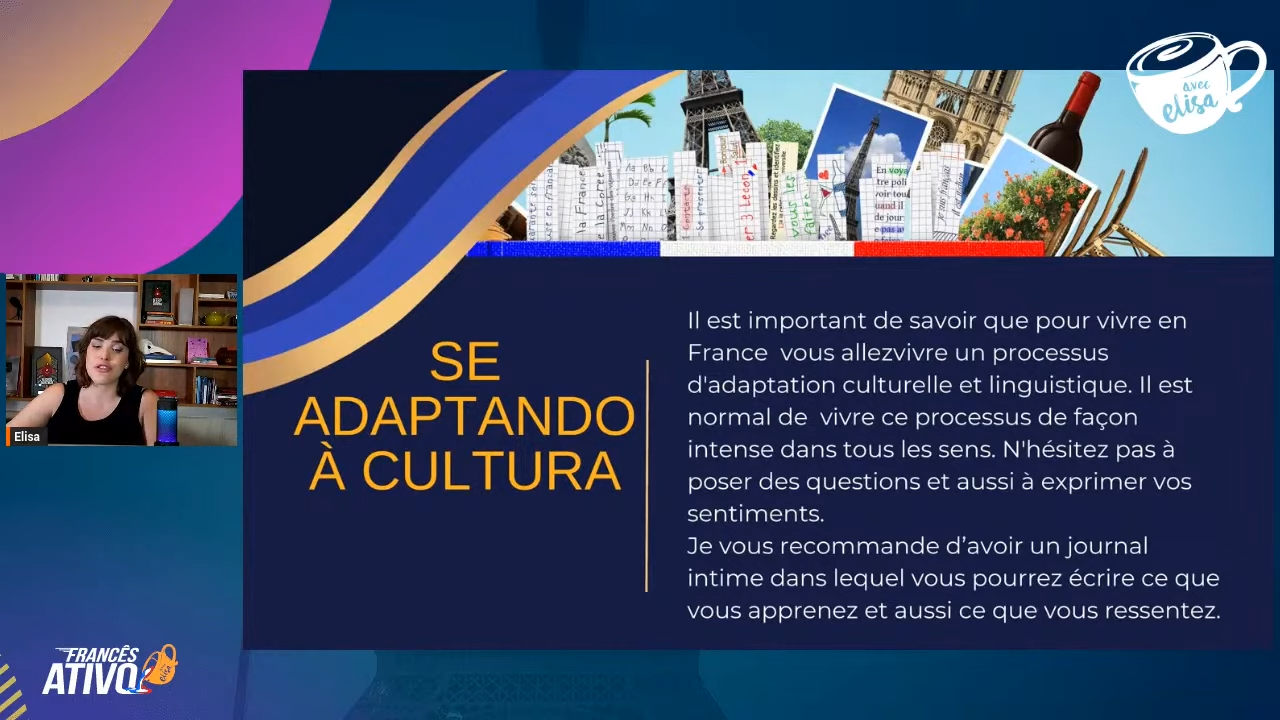 avec
elisa
SE
ADAPTANDO
À CULTURA
Il est important de savoir que pour vivre en
France  vous allezvivre un processus
d'adaptation culturelle et linguistique. Il est
normal de  vivre ce processus de façon
intense dans tous les sens. N'hésitez pas à
poser des questions et aussi à exprimer vos
sentiments.
Je vous recommande d’avoir un journal
intime dans lequel vous pourrez écrire ce que
vous apprenez et aussi ce que vous ressentez.
Elisa
FRANCÊS
ATIVO